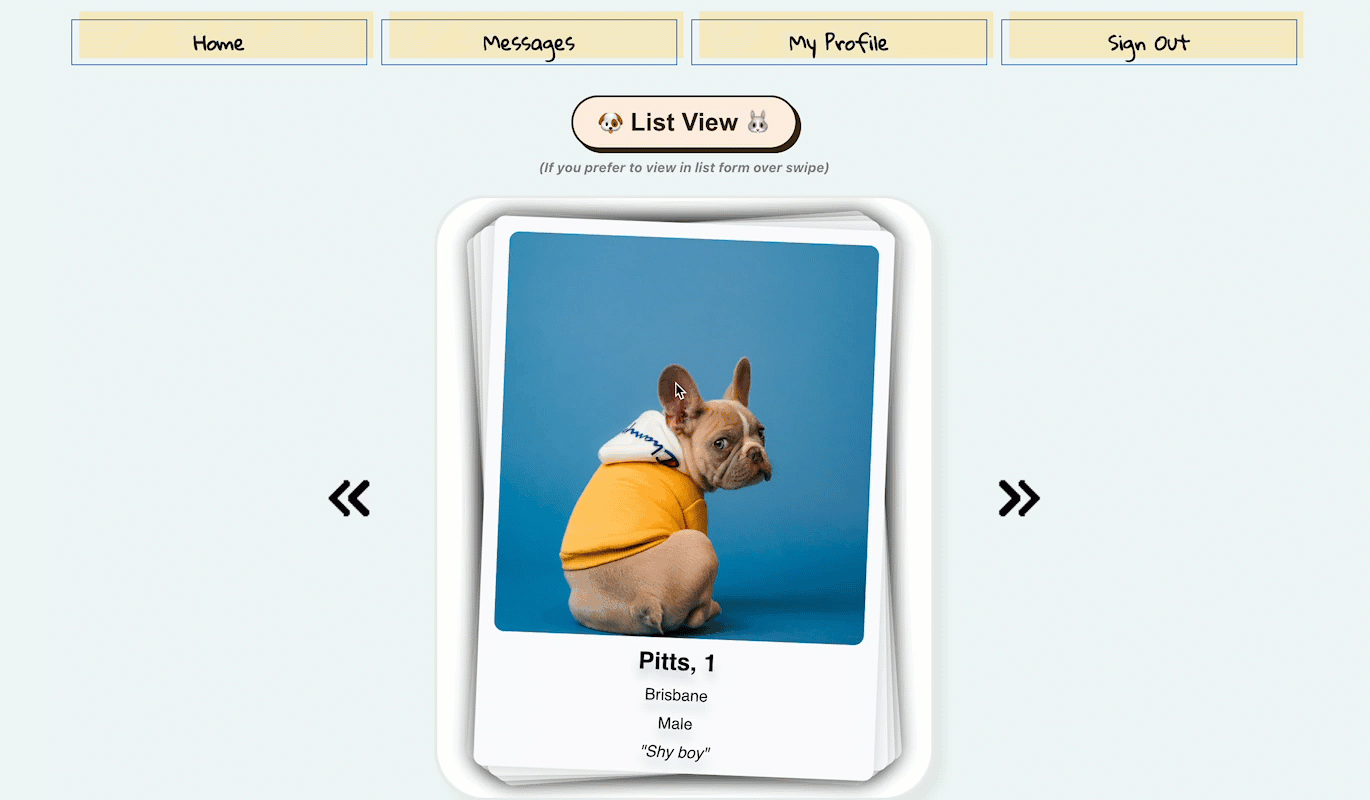 Home
Messages
My Profile
Sign Out
🐶 List View 🐰
(If you prefer to view in list form over swipe)
Champion
Pitts, 1
Brisbane
Male
"Shy boy"